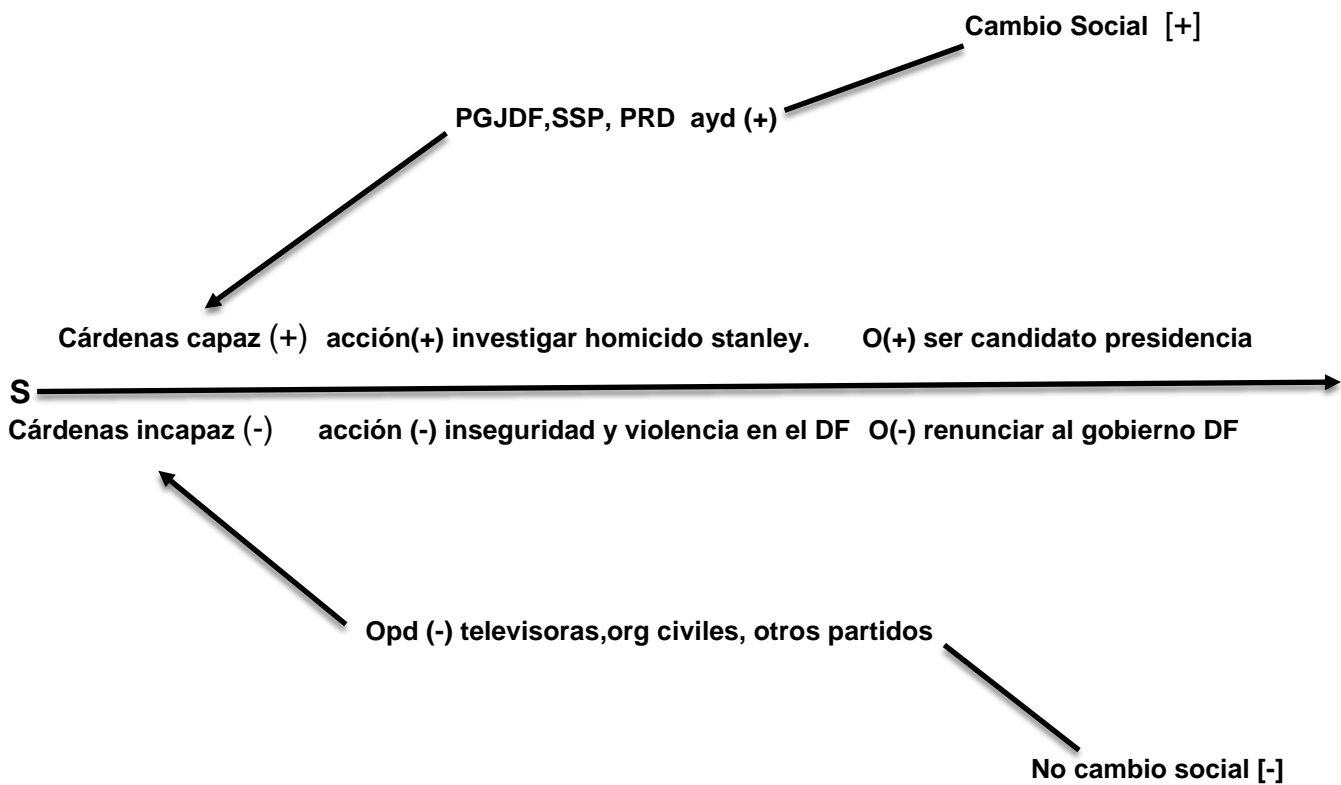 Cambio Social [+]
PGJDF,SSP, PRD ayd (+)
Cárdenas capaz (+) acción(+) investigar homicido stanley. O(+) ser candidato presidencia
S
Cárdenas incapaz (-) acción (-) inseguridad y violencia en el DF O(-) renunciar al gobierno DF
Opd (-) televisoras,org civiles, otros partidos
No cambio social [-]